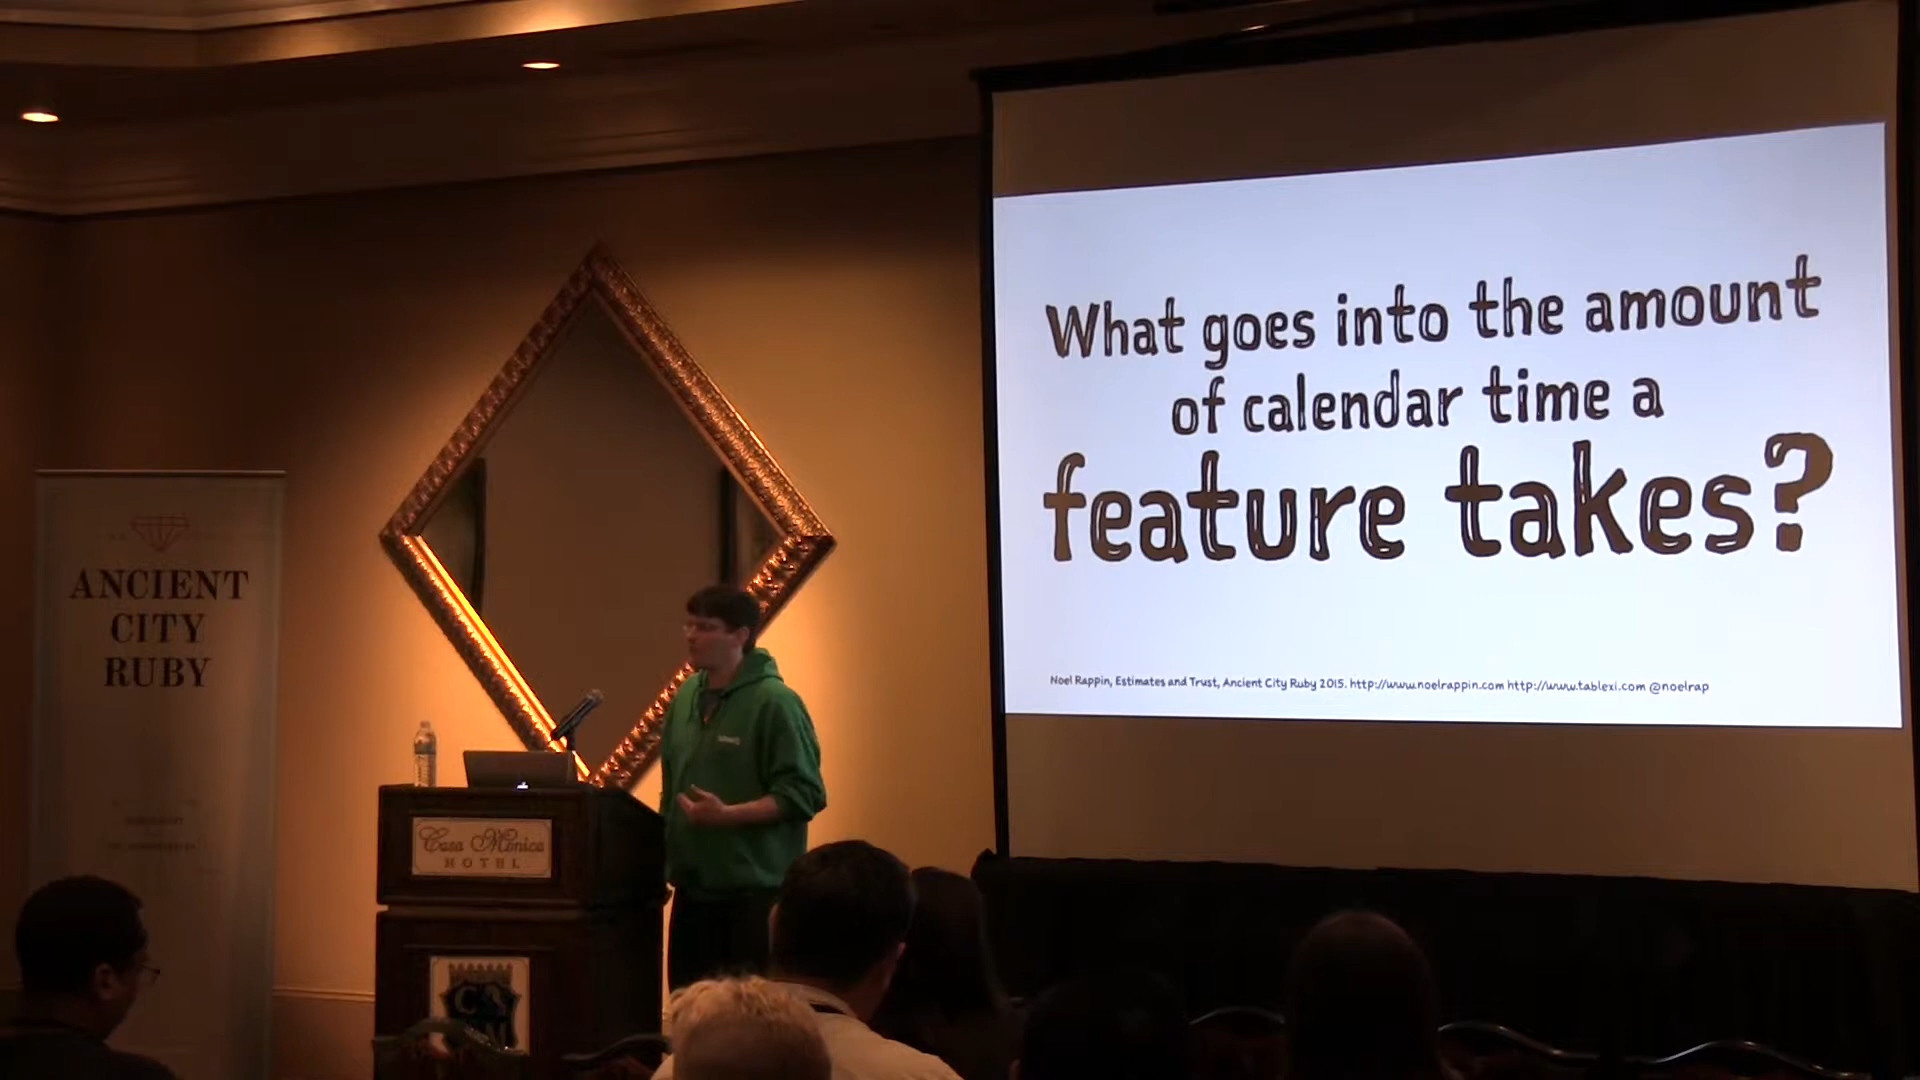 ANCIENT
CITY
RUBY
Casa Monica
HOTEL
What goes into the amount
of calendar time a
feature takes?
Noel Rappin, Estimates and Trust, Ancient City Ruby 2015. http://www.noelrappin.com http://www.tablexi.com @noelrap